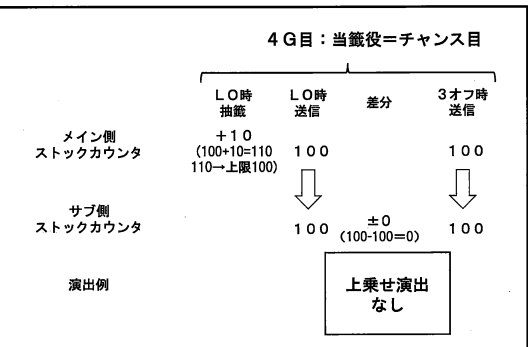 4G目：当籤役＝チャンス目
LO時
抽籤
LO時
送信
差分
3オフ時
送信
メイン側
ストックカウンタ
＋10
(100+10=110
110→上限100)
100
100
サブ側
ストックカウンタ
100
±0
(100-100＝0)
100
演出例
上乗せ演出
なし